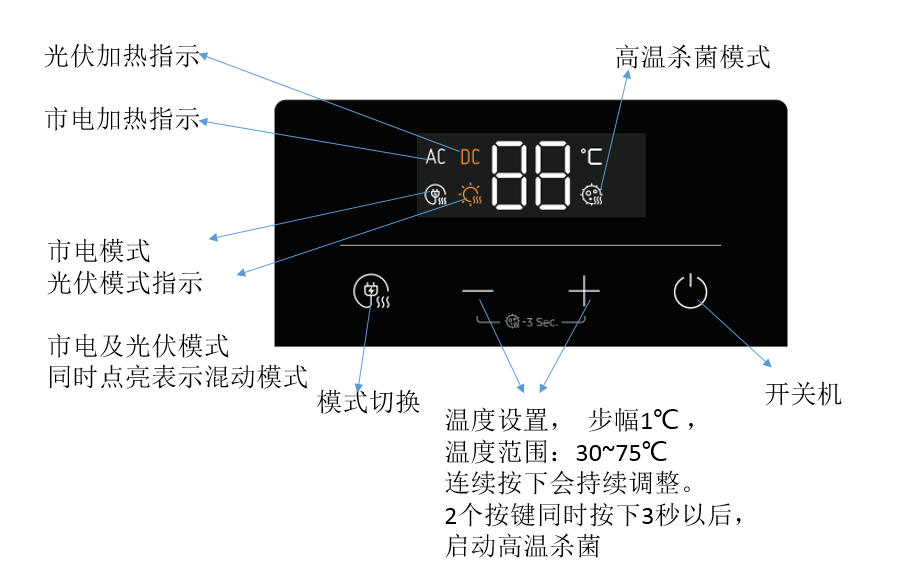 光伏加热指示
高温杀菌模式
市电加热指示
AC DC 88 °C
市电模式
光伏模式指示
-3 Sec.
市电及光伏模式
同时点亮表示混动模式
模式切换
开关机
温度设置， 步幅1℃，
温度范围：30~75℃
连续按下会持续调整。
2个按键同时按下3秒以后，
启动高温杀菌